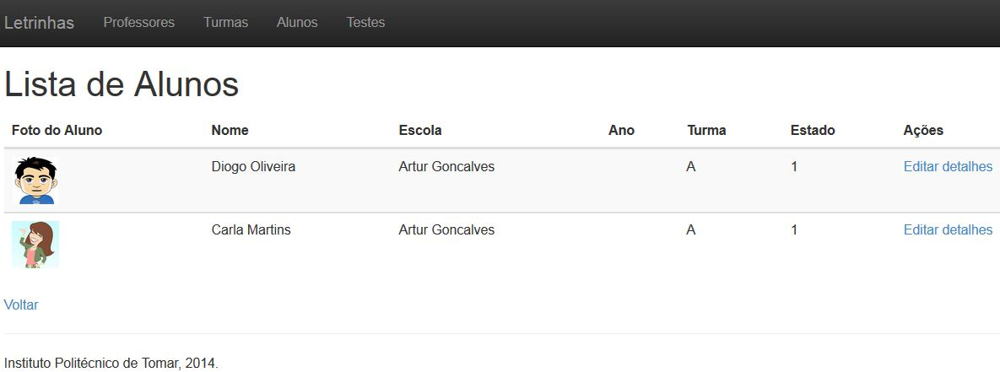 Letrinhas Professores Turmas Alunos Testes
Lista de Alunos
Foto do Aluno Nome Escola Ano Turma Estado Ações
Diogo Oliveira Artur Goncalves A 1 Editar detalhes
Carla Martins Artur Goncalves A 1 Editar detalhes
Voltar
Instituto Politécnico de Tomar, 2014.